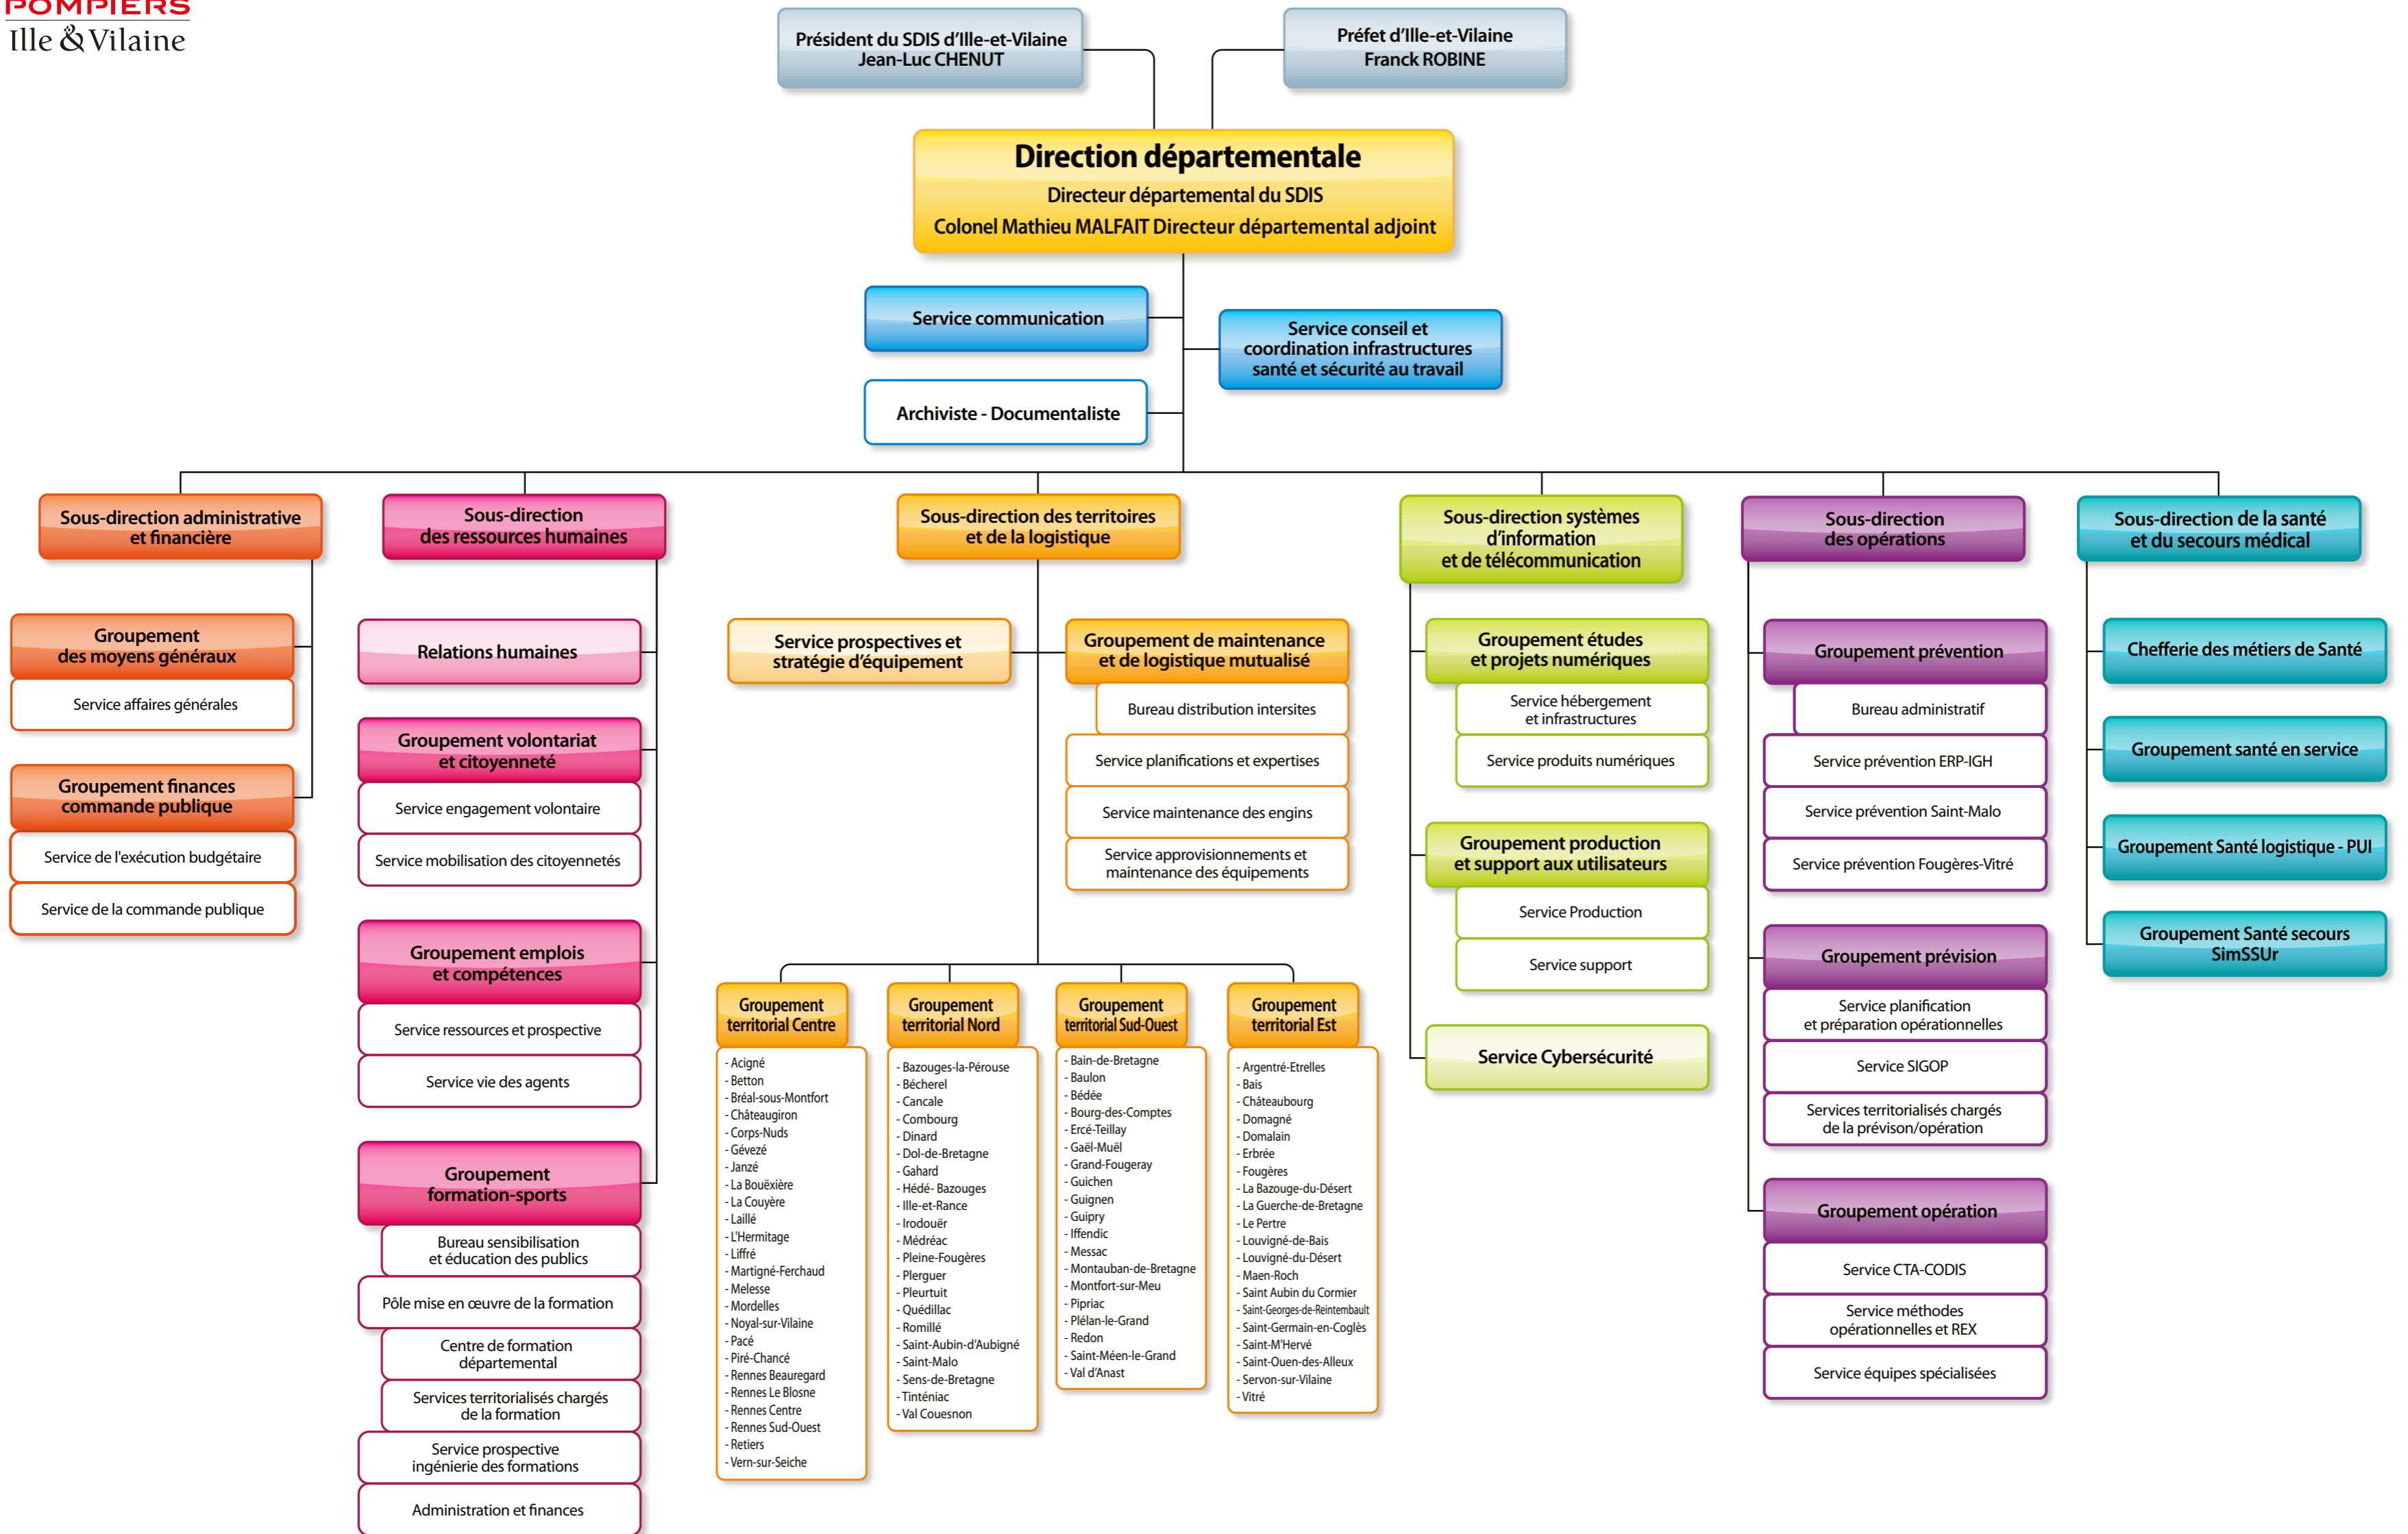 POMPIERS
Ille & Vilaine
Président du SDIS d'Ille-et-Vilaine
Jean-Luc CHENUT
Préfet d'Ille-et-Vilaine
Franck ROBINE
Direction départementale
Directeur départemental du SDIS
Colonel Mathieu MALFAIT Directeur départemental adjoint
Service communication
Service conseil et
coordination infrastructures
santé et sécurité au travail
Archiviste - Documentaliste
Sous-direction administrative
et financière
Groupement
des moyens généraux
Service affaires générales
Groupement finances
commande publique
Service de l'exécution budgétaire
Service de la commande publique
Sous-direction
des ressources humaines
Relations humaines
Groupement volontariat
et citoyenneté
Service engagement volontaire
Service mobilisation des citoyennetés
Groupement emplois
et compétences
Service ressources et prospective
Service vie des agents
Groupement
formation-sports
Bureau sensibilisation
et éducation des publics
Pôle mise en œuvre de la formation
Centre de formation
départemental
Services territorialisés chargés
de la formation
Service prospective
ingénierie des formations
Administration et finances
Sous-direction des territoires
et de la logistique
Service prospectives et
stratégie d'équipement
Groupement de maintenance
et de logistique mutualisé
Bureau distribution intersites
Service planifications et expertises
Service maintenance des engins
Service approvisionnements et
maintenance des équipements
Groupement
territorial Centre
- Acigné
- Betton
- Bréal-sous-Montfort
- Châteaugiron
- Corps-Nuds
- Gévezé
- Janzé
- La Bouëxière
- La Couyère
- Laillé
- L'Hermitage
- Liffré
- Martigné-Ferchaud
- Melesse
- Mordelles
- Noyal-sur-Vilaine
- Pacé
- Piré-Chancé
- Rennes Beauregard
- Rennes Le Blosne
- Rennes Centre
- Rennes Sud-Ouest
- Retiers
- Vern-sur-Seiche
Groupement
territorial Nord
- Bazouges-la-Pérouse
- Bécherel
- Cancale
- Combourg
- Dinard
- Dol-de-Bretagne
- Gahard
- Hédé- Bazouges
- Ille-et-Rance
- Irodouër
- Médréac
- Pleine-Fougères
- Plerguer
- Pleurtuit
- Quédillac
- Romillé
- Saint-Aubin-d'Aubigné
- Saint-Malo
- Sens-de-Bretagne
- Tinténiac
- Val Couesnon
Groupement
territorial Sud-Ouest
- Bain-de-Bretagne
- Baulon
- Bédée
- Bourg-des-Comptes
- Ercé-Teillay
- Gaël-Muël
- Grand-Fougeray
- Guichen
- Guignen
- Guipry
- Iffendic
- Messac
- Montauban-de-Bretagne
- Montfort-sur-Meu
- Pipriac
- Plélan-le-Grand
- Redon
- Saint-Méen-le-Grand
- Val d'Anast
Groupement
territorial Est
- Argentré-Etrelles
- Bais
- Châteaubourg
- Domagné
- Domalain
- Erbrée
- Fougères
- La Bazouge-du-Désert
- La Guerche-de-Bretagne
- Le Pertre
- Louvigné-de-Bais
- Louvigné-du-Désert
- Maen-Roch
- Saint Aubin du Cormier
- Saint-Georges-de-Reintembault
- Saint-Germain-en-Coglès
- Saint-M'Hervé
- Saint-Ouen-des-Alleux
- Servon-sur-Vilaine
- Vitré
Sous-direction systèmes
d'information
et de télécommunication
Groupement études
et projets numériques
Service hébergement
et infrastructures
Service produits numériques
Groupement production
et support aux utilisateurs
Service Production
Service support
Service Cybersécurité
Sous-direction
des opérations
Groupement prévention
Bureau administratif
Service prévention ERP-IGH
Service prévention Saint-Malo
Service prévention Fougères-Vitré
Groupement prévision
Service planification
et préparation opérationnelles
Service SIGOP
Services territorialisés chargés
de la prévison/opération
Groupement opération
Service CTA-CODIS
Service méthodes
opérationnelles et REX
Service équipes spécialisées
Sous-direction de la santé
et du secours médical
Chefferie des métiers de Santé
Groupement santé en service
Groupement Santé logistique - PUI
Groupement Santé secours
SimSSUr